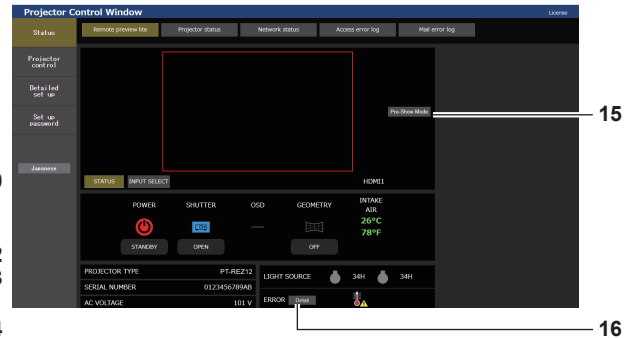 Projector Control Window
License
Status
Remote preview lite
Projector status
Network status
Access error log
Mail error log
Projector
control
Detailed
set up
Set up
password
Japanese
Pre-Show Mode
15
STATUS
INPUT SELECT
HDMI1
POWER
SHUTTER
OSD
GEOMETRY
INTAKE
AIR
26°C
78°F
STANDBY
OPEN
OFF
PROJECTOR TYPE
PT-REZ12
SERIAL NUMBER
0123456789AB
AC VOLTAGE
101 V
LIGHT SOURCE
34H
34H
ERROR
Detail
16